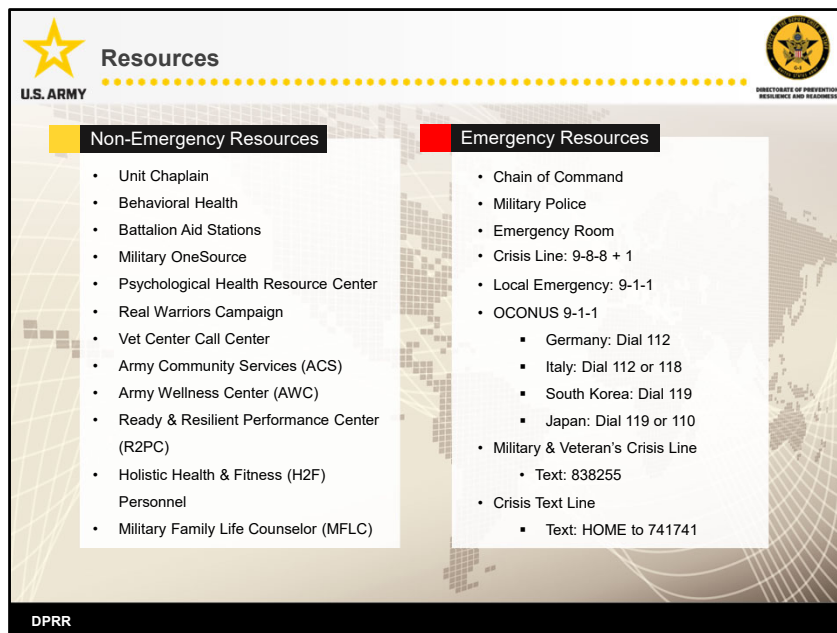 Resources
U.S. ARMY
G-1
DIRECTORATE OF PREVENTION
RESILIENCE AND READINESS
Non-Emergency Resources
• Unit Chaplain
• Behavioral Health
• Battalion Aid Stations
• Military OneSource
• Psychological Health Resource Center
• Real Warriors Campaign
• Vet Center Call Center
• Army Community Services (ACS)
• Army Wellness Center (AWC)
• Ready & Resilient Performance Center
(R2PC)
• Holistic Health & Fitness (H2F)
Personnel
• Military Family Life Counselor (MFLC)
Emergency Resources
• Chain of Command
• Military Police
• Emergency Room
• Crisis Line: 9-8-8 + 1
• Local Emergency: 9-1-1
• OCONUS 9-1-1
▪ Germany: Dial 112
▪ Italy: Dial 112 or 118
▪ South Korea: Dial 119
▪ Japan: Dial 119 or 110
• Military & Veteran’s Crisis Line
• Text: 838255
• Crisis Text Line
▪ Text: HOME to 741741
DPRR